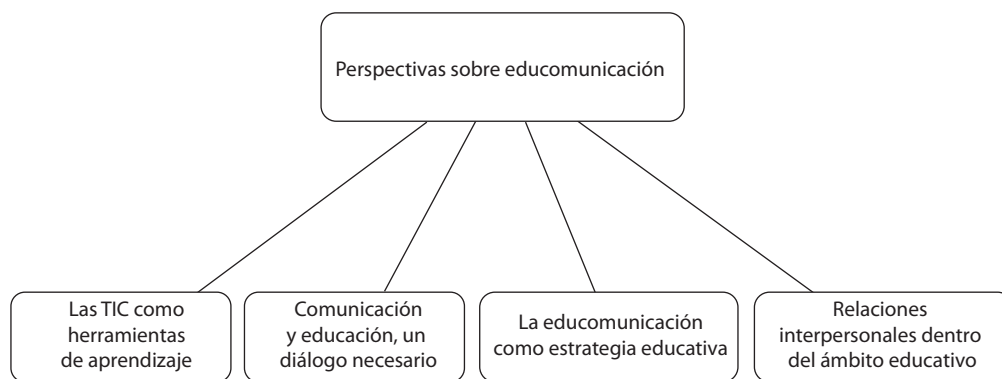 Perspectivas sobre educomunicación
Las TIC como
herramientas
de aprendizaje
Comunicación
y educación, un
diálogo necesario
La educomunicación
como estrategia educativa
Relaciones
interpersonales dentro
del ámbito educativo